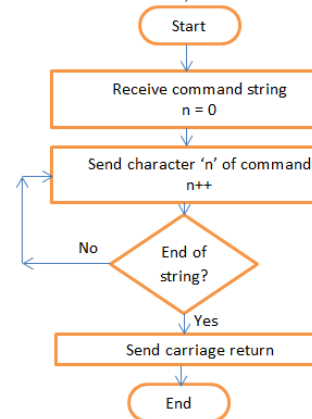 Start
Receive command string
n = 0
Send character ‘n’ of command
n++
No
End of
string?
Yes
Send carriage return
End